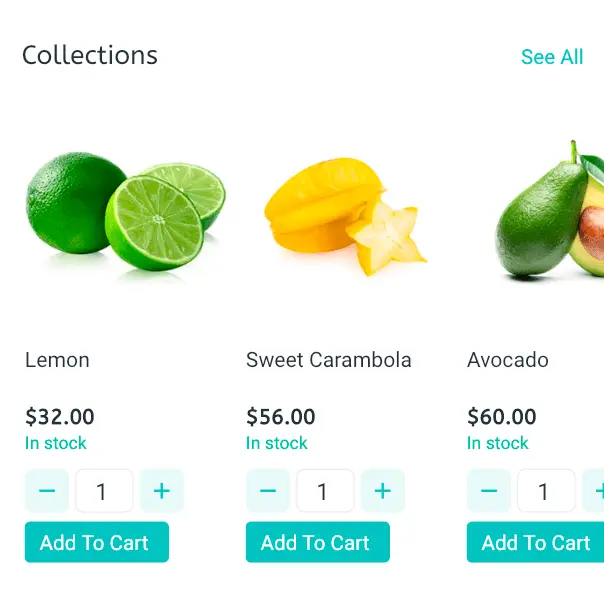 Collections See All
Lemon Sweet Carambola Avocado
$32.00 $56.00 $60.00
In stock In stock In stock
− 1 + − 1 + − 1 +
Add To Cart Add To Cart Add To Cart